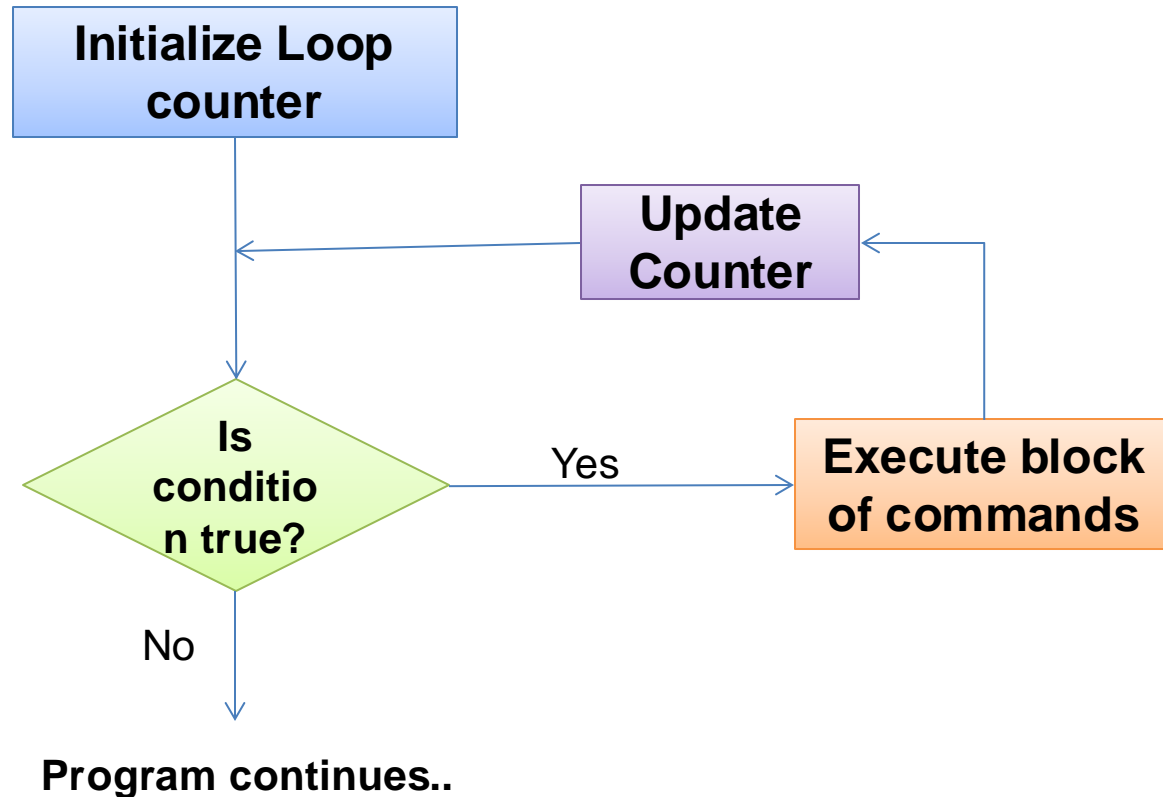 Initialize Loop
counter
Update
Counter
Is
conditio
n true?
Yes
Execute block
of commands
No
Program continues..